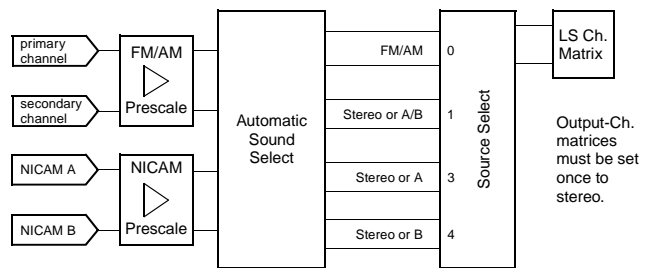 primary
channel
FM/AM
Prescale
secondary
channel
NICAM A
NICAM
Prescale
NICAM B
Automatic
Sound
Select
FM/AM
0
Stereo or A/B
1
Stereo or A
3
Stereo or B
4
Source Select
LS Ch.
Matrix
Output-Ch.
matrices
must be set
once to
stereo.